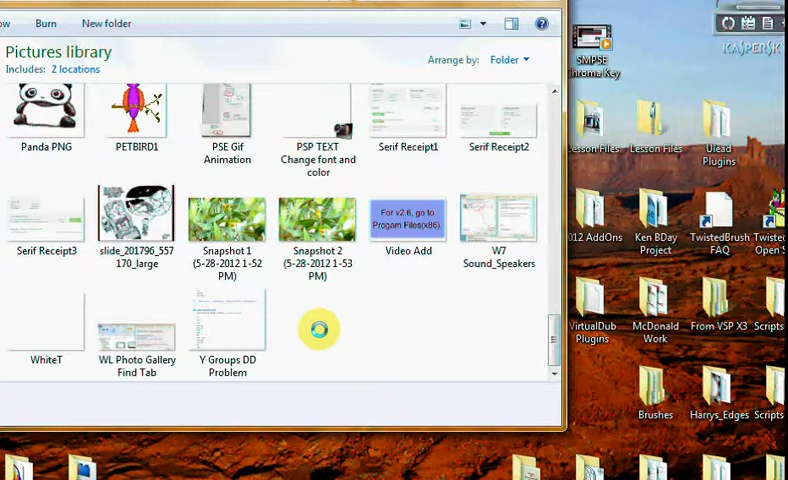 Burn
New folder
Pictures library
Includes: 2 locations
Arrange by: Folder
KASPERSKY
SMPSE
Chroma Key
Panda PNG
PETBIRD1
PSE Gif
Animation
PSP TEXT
Change font and
color
Serif Receipt1
Serif Receipt2
Lesson Files
Lesson Files
Ulead
Plugins
For v2.6, go to
Progam Files(x86).
Serif Receipt3
slide_201796_557
170_large
Snapshot 1
(5-28-2012 1-52
PM)
Snapshot 2
(5-28-2012 1-53
PM)
Video Add
W7
Sound_Speakers
012 AddOns
Ken BDay
Project
TwistedBrush
FAQ
Twiste
Open S
WhiteT
WL Photo Gallery
Find Tab
Y Groups DD
Problem
VirtualDub
Plugins
McDonald
Work
From VSP X3
Scripts
Brushes
Harrys_Edges
Scripts